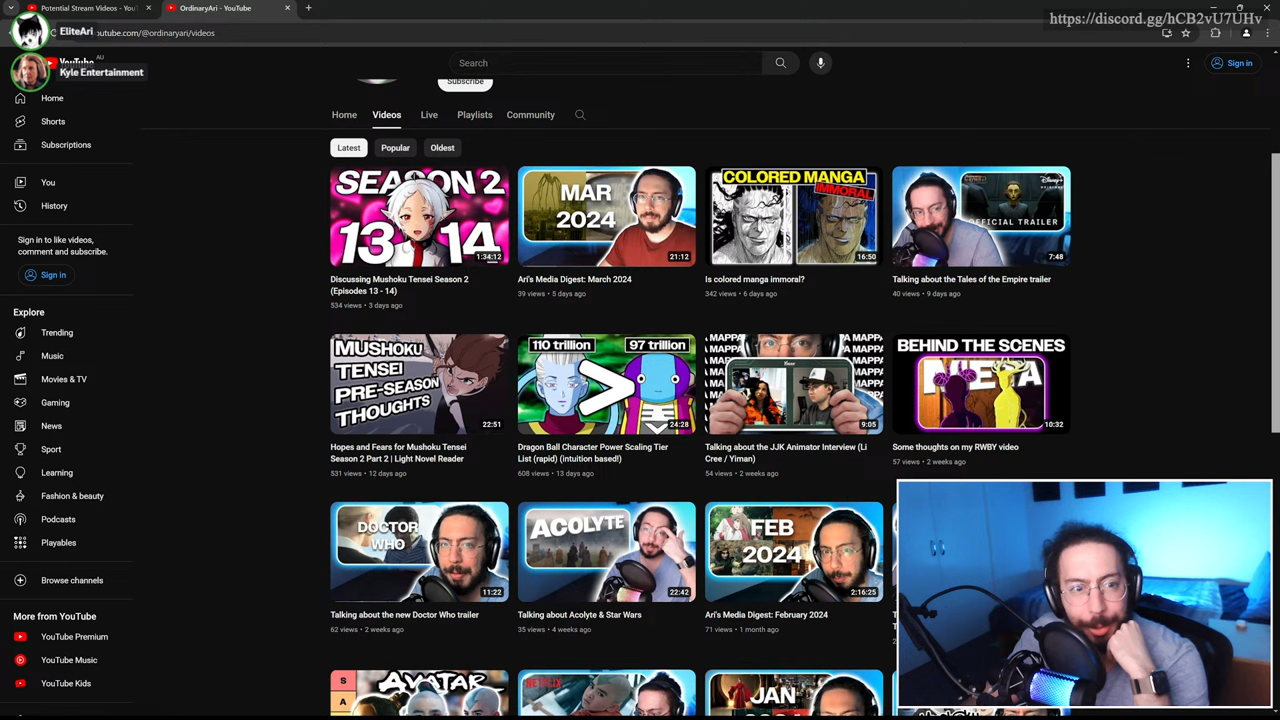 Potential Stream Videos - YouT
OrdinaryAri - YouTube
https://discord.gg/hCB2vU7UHv
EliteAri
outube.com/@ordinaryari/videos
YouTube
AU
Kyle Entertainment
Search
Sign in
Subscribe
Home
Shorts
Subscriptions
You
History
Sign in to like videos,
comment and subscribe.
Sign in
Explore
Trending
Music
Movies & TV
Gaming
News
Sport
Learning
Fashion & beauty
Podcasts
Playables
Browse channels
More from YouTube
YouTube Premium
YouTube Music
YouTube Kids
Home Videos Live Playlists Community
Latest Popular Oldest
SEASON 2
13 14
1:34:12
Discussing Mushoku Tensei Season 2
(Episodes 13 - 14)
534 views • 3 days ago
MAR
2024
21:12
Ari's Media Digest: March 2024
39 views • 5 days ago
COLORED MANGA
IMMORAL
16:50
Is colored manga immoral?
342 views • 6 days ago
Disney+
OFFICIAL TRAILER
7:48
Talking about the Tales of the Empire trailer
40 views • 9 days ago
MUSHOKU
TENSEI
PRE-SEASON
THOUGHTS
22:51
Hopes and Fears for Mushoku Tensei
Season 2 Part 2 | Light Novel Reader
531 views • 12 days ago
110 trillion
97 trillion
>
24:28
Dragon Ball Character Power Scaling Tier
List (rapid) (intuition based!)
608 views • 13 days ago
MAPPA
9:05
Talking about the JJK Animator Interview (Li
Cree / Yiman)
54 views • 2 weeks ago
BEHIND THE SCENES
META
10:32
Some thoughts on my RWBY video
57 views • 2 weeks ago
DOCTOR
WHO
11:22
Talking about the new Doctor Who trailer
62 views • 2 weeks ago
ACOLYTE
22:42
Talking about Acolyte & Star Wars
35 views • 4 weeks ago
FEB
2024
2:16:25
Ari's Media Digest: February 2024
71 views • 1 month ago
S
A
AVATAR
NETFLIX
JAN